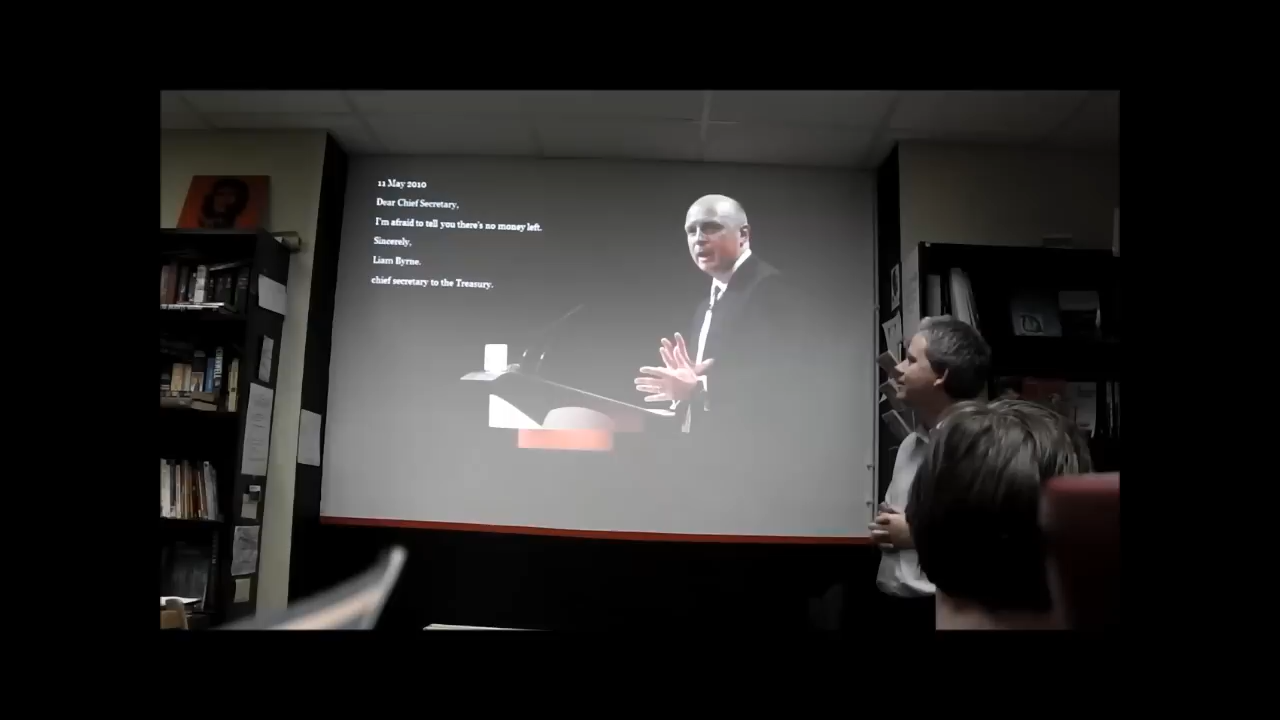 11 May 2010
Dear Chief Secretary,
I'm afraid to tell you there's no money left.
Sincerely,
Liam Byrne.
chief secretary to the Treasury.